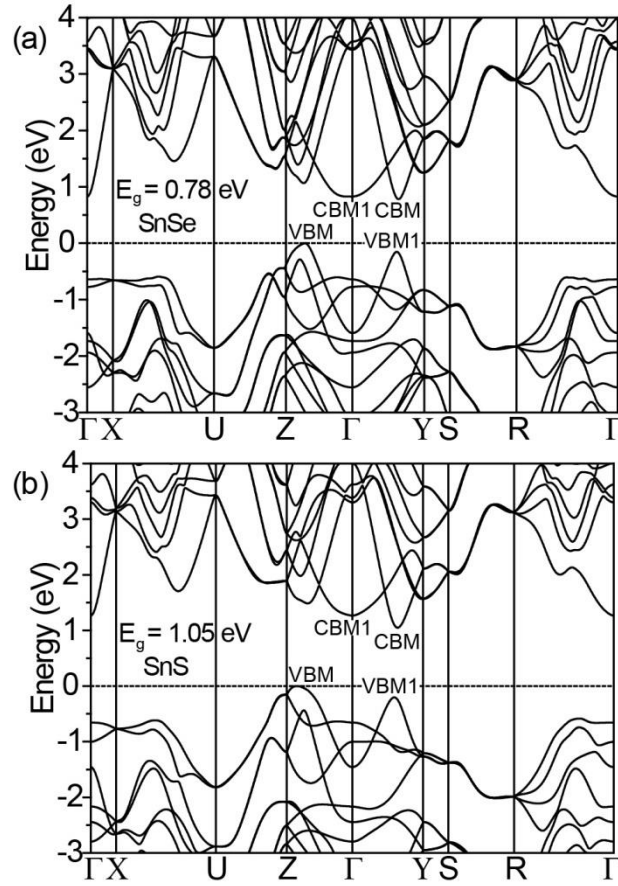 (a)
4
3
2
1
0
-1
-2
-3
Energy (eV)
E_g = 0.78 eV
SnSe
CBM1
CBM
VBM
VBM1
Γ X U Z Γ Y S R Γ
(b)
4
3
2
1
0
-1
-2
-3
Energy (eV)
E_g = 1.05 eV
SnS
CBM1
CBM
VBM
VBM1
Γ X U Z Γ Y S R Γ